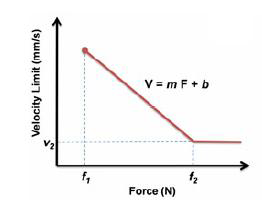 Velocity Limit (mm/s)
V = m F + b
v2
f1
f2
Force (N)